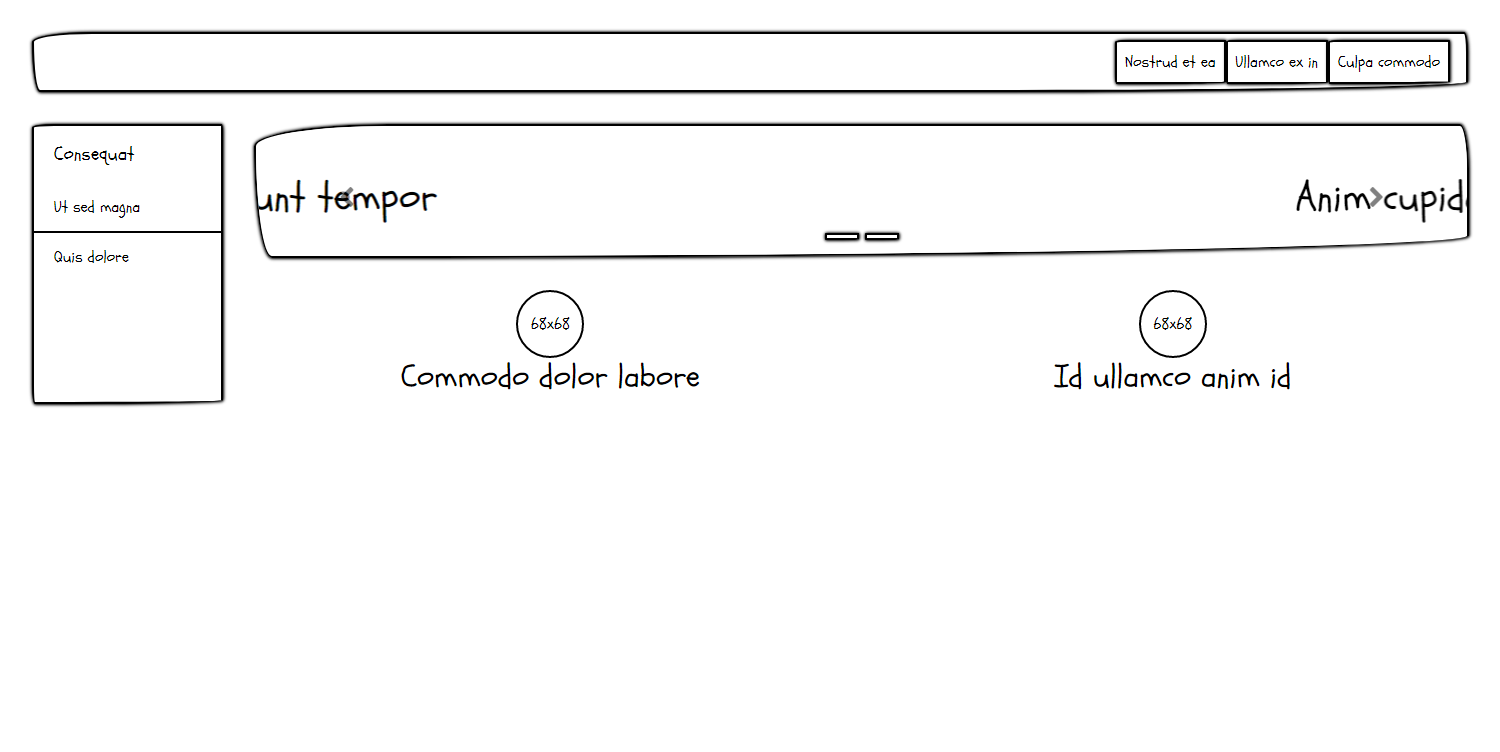 Nostrud et ea Ullamco ex in Culpa commodo
Consequat
Ut sed magna
Quis dolore
unt tempor
Anim cupid
68x68
Commodo dolor labore
68x68
Id ullamco anim id